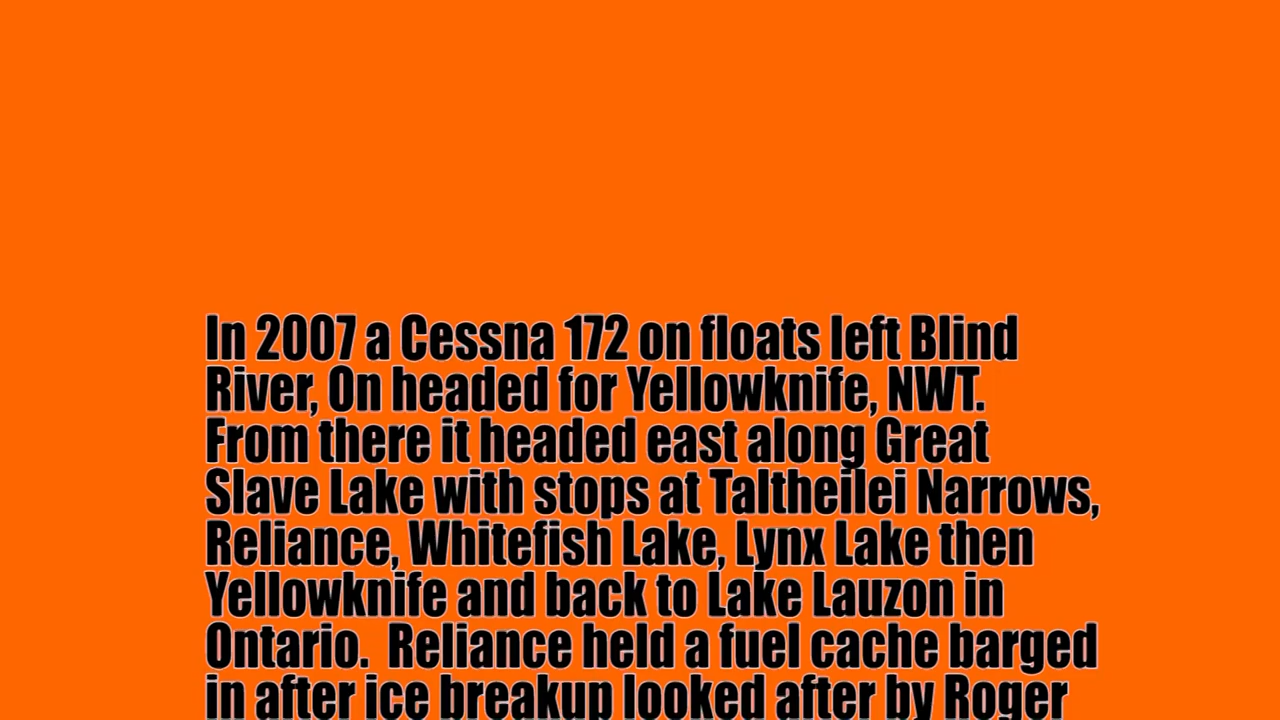 In 2007 a Cessna 172 on floats left Blind
River, On headed for Yellowknife, NWT.
From there it headed east along Great
Slave Lake with stops at Taltheilei Narrows,
Reliance, Whitefish Lake, Lynx Lake then
Yellowknife and back to Lake Lauzon in
Ontario.  Reliance held a fuel cache barged
in after ice breakup looked after by Roger